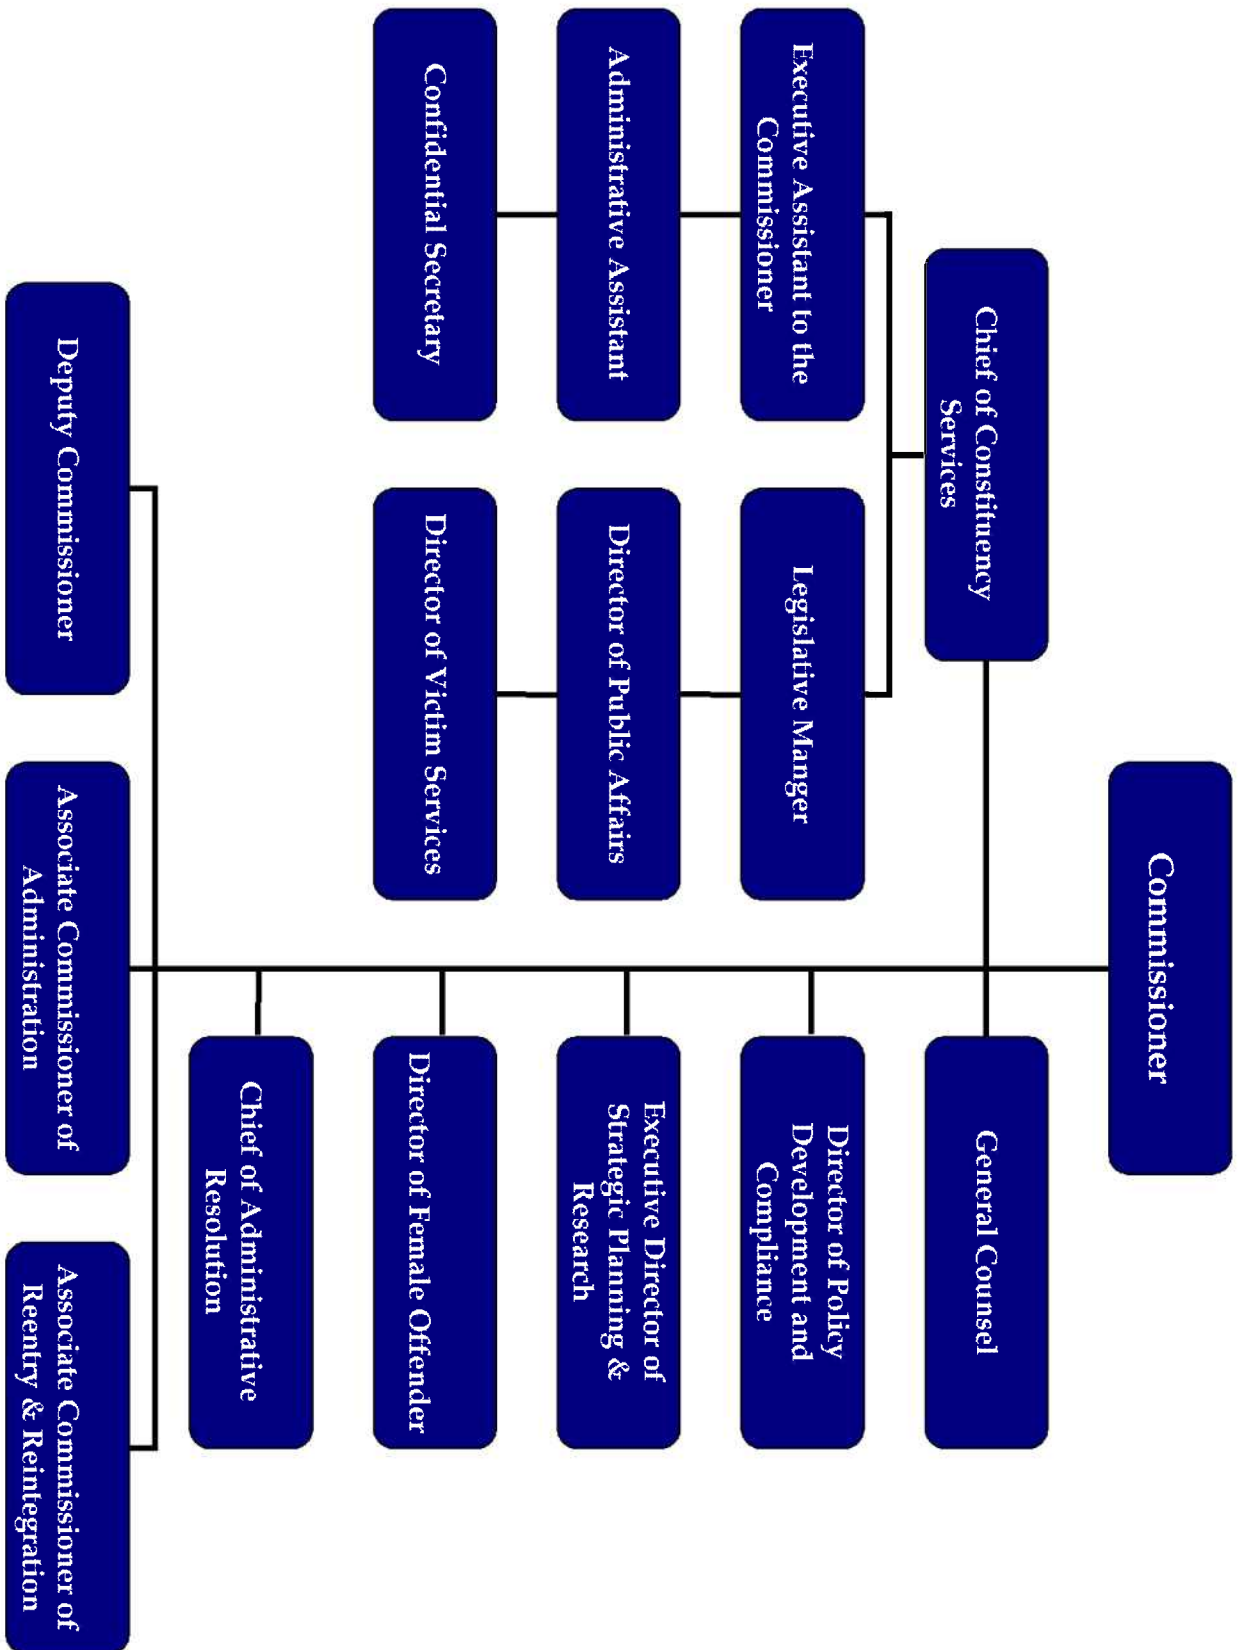 Commissioner
Chief of Constituency
Services
General Counsel
Executive Assistant to the
Commissioner
Legislative Manger
Director of Policy
Development and
Compliance
Administrative Assistant
Director of Public Affairs
Executive Director of
Strategic Planning &
Research
Confidential Secretary
Director of Victim Services
Director of Female Offender
Chief of Administrative
Resolution
Deputy Commissioner
Associate Commissioner of
Administration
Associate Commissioner of
Reentry & Reintegration